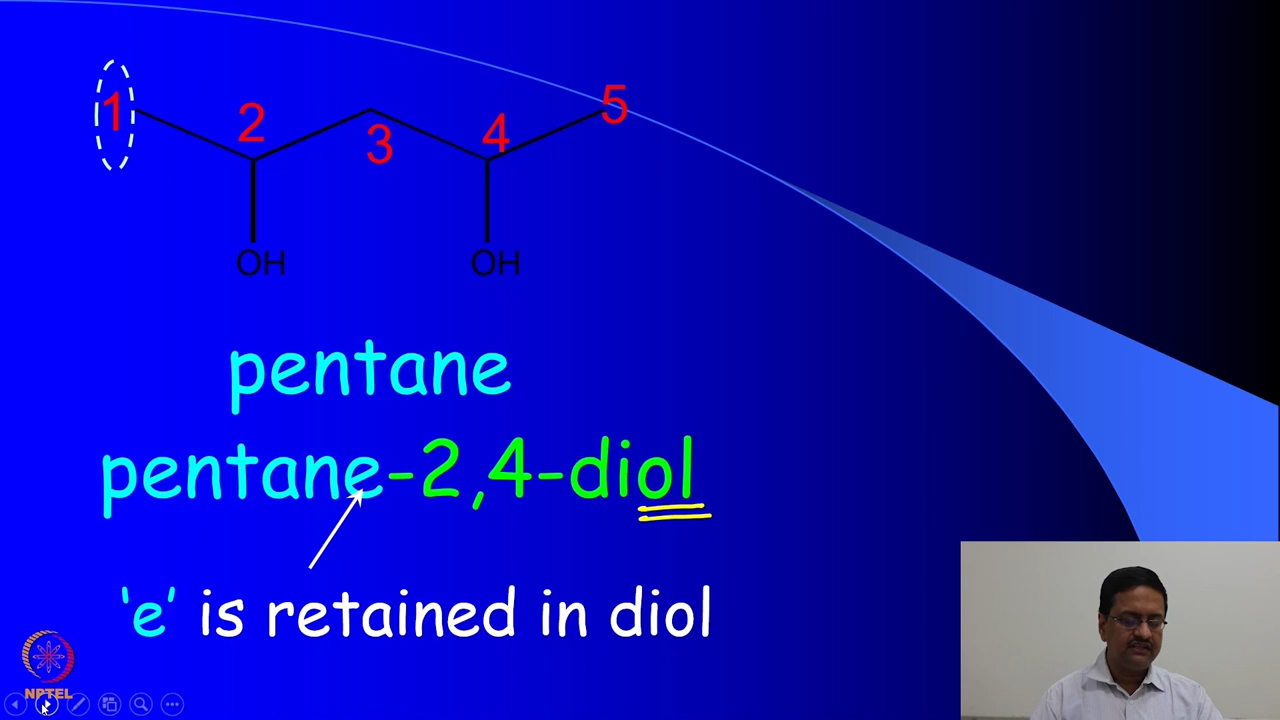 1 2 3 4 5
OH OH
pentane
pentane-2,4-diol
'e' is retained in diol
NPTEL